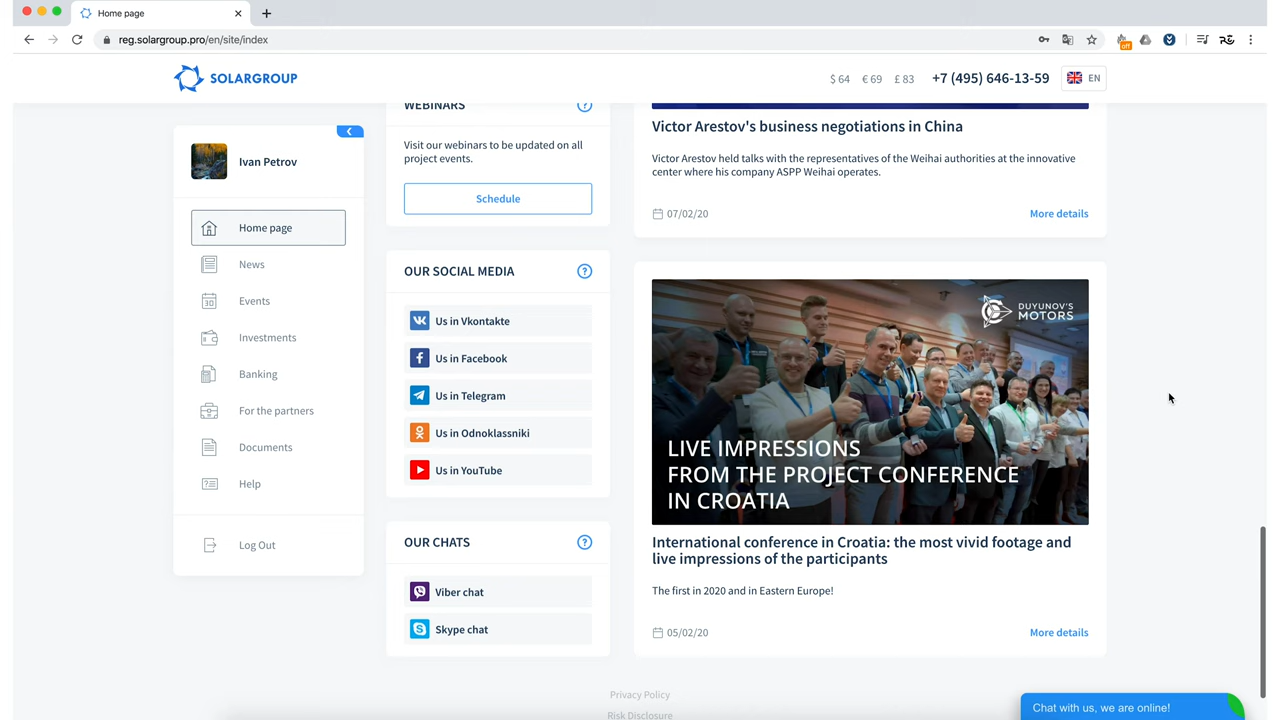 Home page
reg.solargroup.pro/en/site/index
off
SOLARGROUP
$ 64 € 69 £ 83
+7 (495) 646-13-59
EN
Ivan Petrov
Home page
News
30
Events
Investments
Banking
For the partners
Documents
Help
Log Out
WEBINARS
Visit our webinars to be updated on all
project events.
Schedule
OUR SOCIAL MEDIA
Us in Vkontakte
Us in Facebook
Us in Telegram
Us in Odnoklassniki
Us in YouTube
OUR CHATS
Viber chat
Skype chat
Victor Arestov's business negotiations in China
Victor Arestov held talks with the representatives of the Weihai authorities at the innovative
center where his company ASPP Weihai operates.
07/02/20
More details
DUYUNOV'S
MOTORS
LIVE IMPRESSIONS
FROM THE PROJECT CONFERENCE
IN CROATIA
International conference in Croatia: the most vivid footage and
live impressions of the participants
The first in 2020 and in Eastern Europe!
05/02/20
More details
Privacy Policy
Risk Disclosure
Chat with us, we are online!